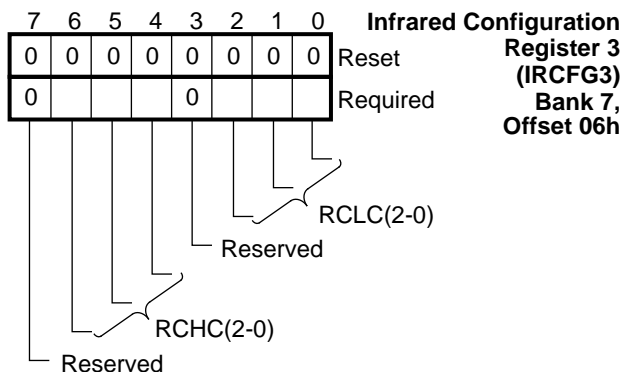 7 6 5 4 3 2 1 0
Infrared Configuration
Register 3
(IRCFG3)
Bank 7,
Offset 06h
0 0 0 0 0 0 0 0 Reset
0 0 Required
RCLC(2-0)
Reserved
RCHC(2-0)
Reserved